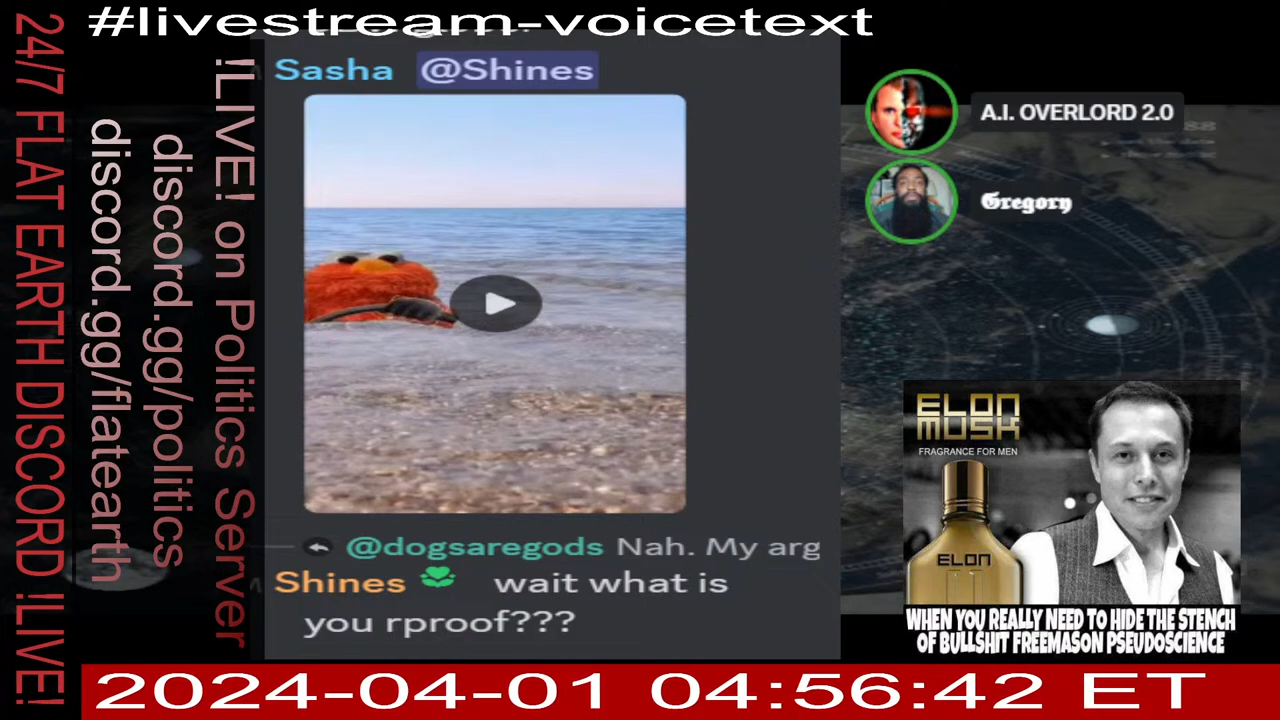 #livestream-voicetext
24/7 FLAT EARTH DISCORD !LIVE!
discord.gg/flatearth
discord.gg/politics
!LIVE! on Politics Server
Sasha @Shines
@dogsaregods Nah. My arg
Shines wait what is
you rproof???
A.I. OVERLORD 2.0
Gregory
ELON
MUSK
FRAGRANCE FOR MEN
ELON
WHEN YOU REALLY NEED TO HIDE THE STENCH
OF BULLSHIT FREEMASON PSEUDOSCIENCE
2024-04-01 04:56:42 ET